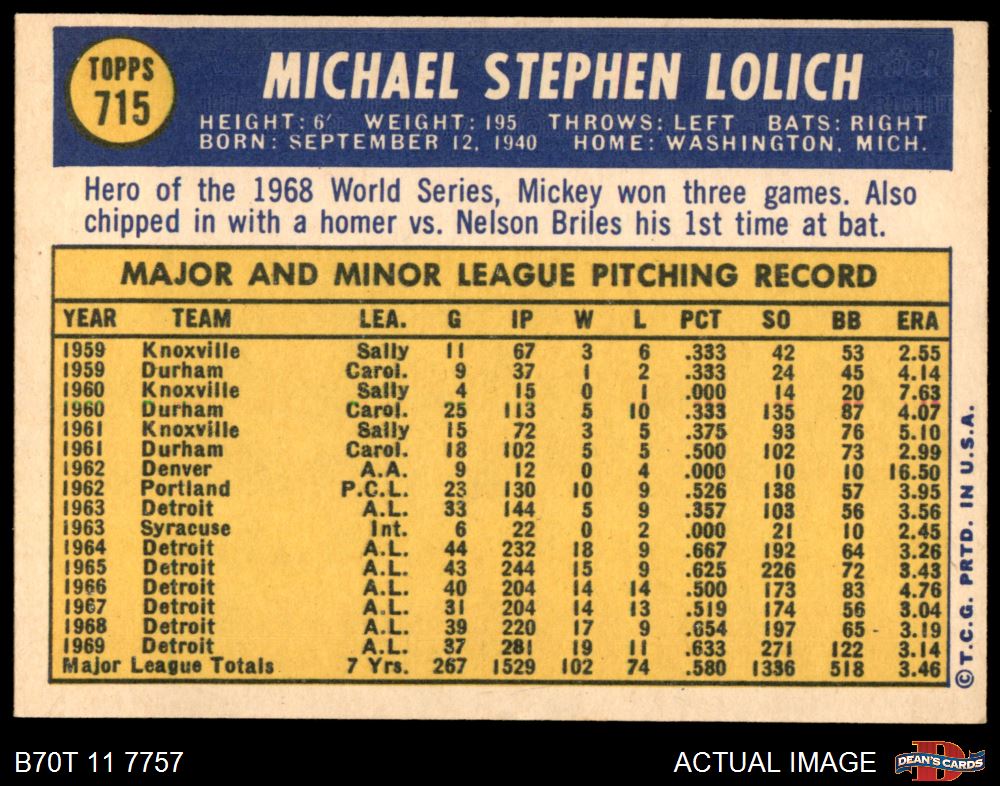 TOPPS
715
MICHAEL STEPHEN LOLICH
HEIGHT: 6' WEIGHT: 195 THROWS: LEFT BATS: RIGHT
BORN: SEPTEMBER 12, 1940 HOME: WASHINGTON, MICH.
Hero of the 1968 World Series, Mickey won three games. Also
chipped in with a homer vs. Nelson Briles his 1st time at bat.
MAJOR AND MINOR LEAGUE PITCHING RECORD
YEAR TEAM LEA. G IP W L PCT SO BB ERA
1959 Knoxville Sally 11 67 3 6 .333 42 53 2.55
1959 Durham Carol. 9 37 1 2 .333 24 45 4.14
1960 Knoxville Sally 4 15 0 1 .000 14 20 7.63
1960 Durham Carol. 25 113 5 10 .333 135 87 4.07
1961 Knoxville Sally 15 72 3 5 .375 93 76 5.10
1961 Durham Carol. 18 102 5 5 .500 102 73 2.99
1962 Denver A.A. 9 12 0 4 .000 10 10 16.50
1962 Portland P.C.L. 23 130 10 9 .526 138 57 3.95
1963 Detroit A.L. 33 144 5 9 .357 103 56 3.56
1963 Syracuse Int. 6 22 0 2 .000 21 10 2.45
1964 Detroit A.L. 44 232 18 9 .667 192 64 3.26
1965 Detroit A.L. 43 244 15 9 .625 226 72 3.43
1966 Detroit A.L. 40 204 14 14 .500 173 83 4.76
1967 Detroit A.L. 31 204 14 13 .519 174 56 3.04
1968 Detroit A.L. 39 220 17 9 .654 197 65 3.19
1969 Detroit A.L. 37 281 19 11 .633 271 122 3.14
Major League Totals 7 Yrs. 267 1529 102 74 .580 1336 518 3.46
© T.C.G. PRTD. IN U.S.A.
B70T 11 7757
ACTUAL IMAGE
D
DEAN'S CARDS